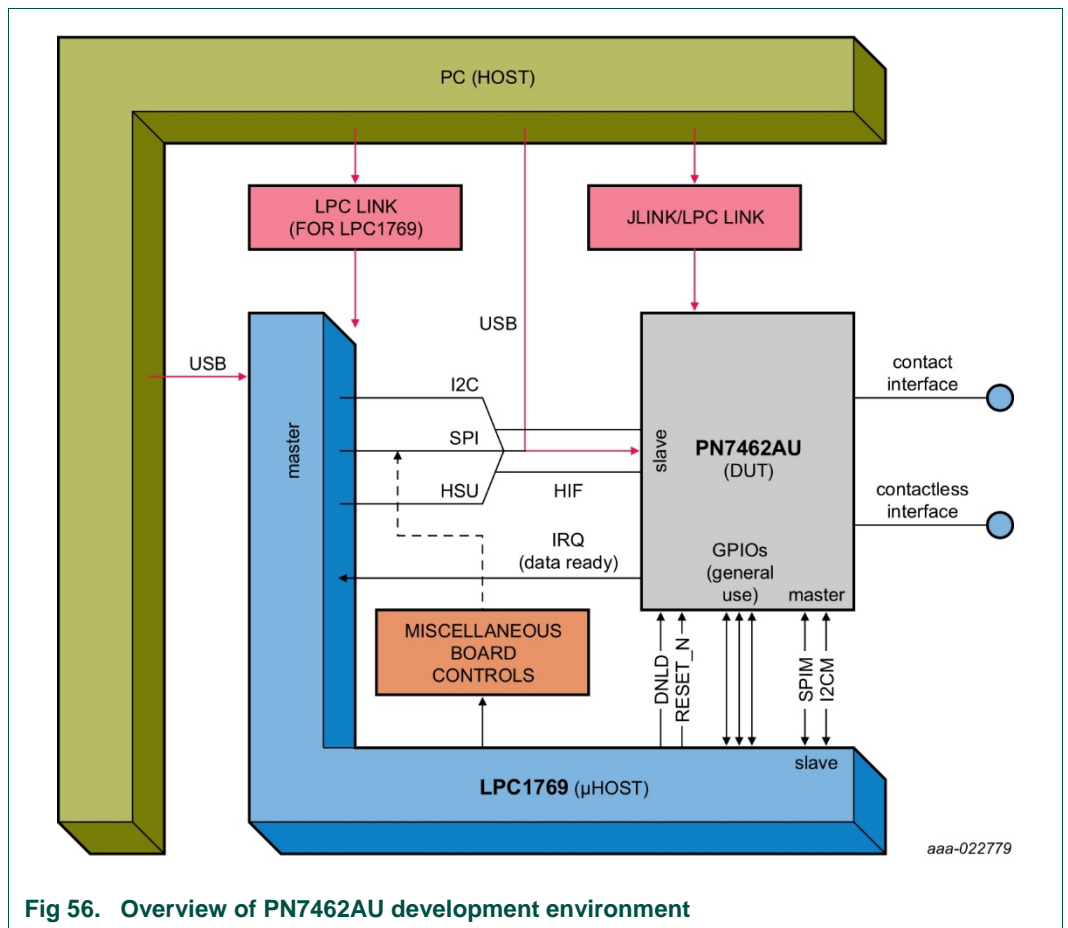 PC (HOST)
LPC LINK
(FOR LPC1769)
JLINK/LPC LINK
USB
USB
I2C
SPI
HSU
HIF
master
slave
PN7462AU
(DUT)
contact
interface
contactless
interface
IRQ
(data ready)
GPIOs
(general
use)
master
MISCELLANEOUS
BOARD
CONTROLS
DNLD
RESET_N
SPIM
I2CM
slave
LPC1769 (µHOST)
aaa-022779
Fig 56. Overview of PN7462AU development environment